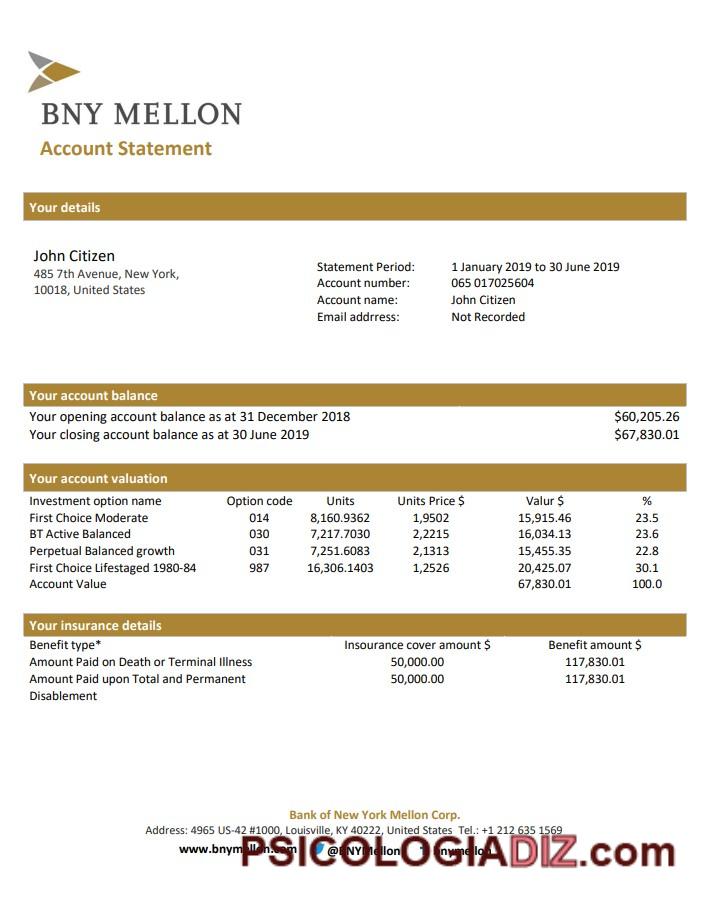 BNY MELLON
Account Statement
Your details
John Citizen
485 7th Avenue, New York,
10018, United States
Statement Period: 1 January 2019 to 30 June 2019
Account number: 065 017025604
Account name: John Citizen
Email addrress: Not Recorded
Your account balance
Your opening account balance as at 31 December 2018 $60,205.26
Your closing account balance as at 30 June 2019 $67,830.01
Your account valuation
Investment option name Option code Units Units Price $ Valur $ %
First Choice Moderate 014 8,160.9362 1,9502 15,915.46 23.5
BT Active Balanced 030 7,217.7030 2,2215 16,034.13 23.6
Perpetual Balanced growth 031 7,251.6083 2,1313 15,455.35 22.8
First Choice Lifestaged 1980-84 987 16,306.1403 1,2526 20,425.07 30.1
Account Value 67,830.01 100.0
Your insurance details
Benefit type* Insourance cover amount $ Benefit amount $
Amount Paid on Death or Terminal Illness 50,000.00 117,830.01
Amount Paid upon Total and Permanent 50,000.00 117,830.01
Disablement
Bank of New York Mellon Corp.
Address: 4965 US-42 #1000, Louisville, KY 40222, United States Tel.: +1 212 635 1569
www.bnymellon.com @BNYMellon bnymellon
PSICOLOGIADIZ.com